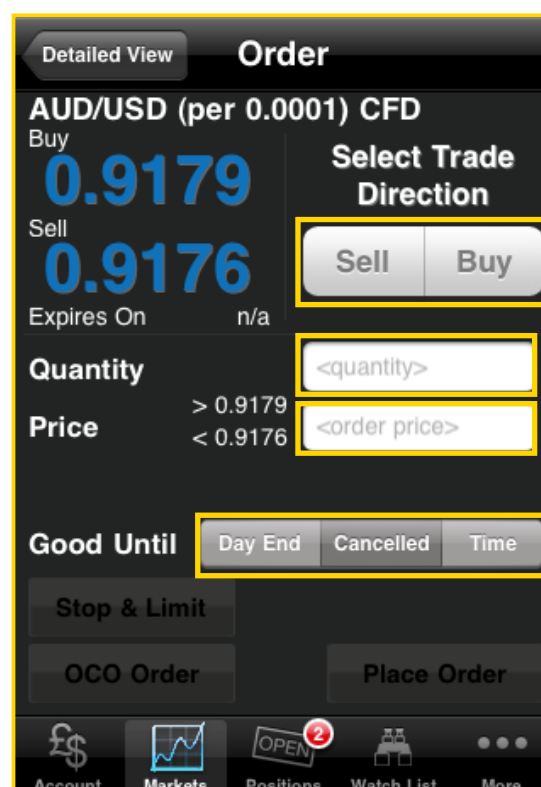 Detailed View
Order
AUD/USD (per 0.0001) CFD
Buy
0.9179
Sell
0.9176
Expires On n/a
Select Trade
Direction
Sell Buy
Quantity <quantity>
Price > 0.9179
< 0.9176
<order price>
Good Until Day End Cancelled Time
Stop & Limit
OCO Order Place Order
£$ OPEN 2
Account Markets Positions Watch List More